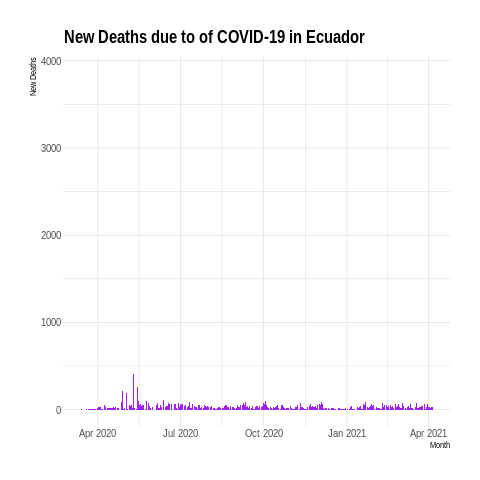 New Deaths due to of COVID-19 in Ecuador
New Deaths
4000
3000
2000
1000
0
Apr 2020 Jul 2020 Oct 2020 Jan 2021 Apr 2021
Month